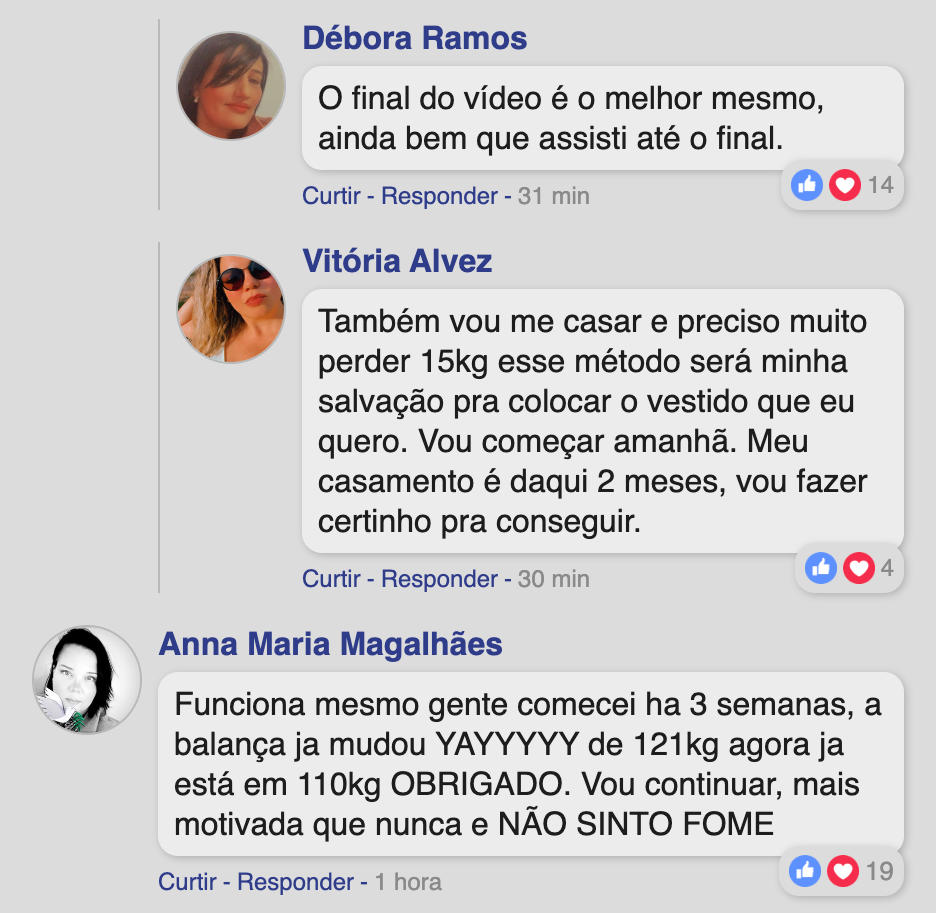 Débora Ramos
O final do vídeo é o melhor mesmo,
ainda bem que assisti até o final.
Curtir - Responder - 31 min
14
Vitória Alvez
Também vou me casar e preciso muito
perder 15kg esse método será minha
salvação pra colocar o vestido que eu
quero. Vou começar amanhã. Meu
casamento é daqui 2 meses, vou fazer
certinho pra conseguir.
Curtir - Responder - 30 min
4
Anna Maria Magalhães
Funciona mesmo gente comecei ha 3 semanas, a
balança ja mudou YAYYYYY de 121kg agora ja
está em 110kg OBRIGADO. Vou continuar, mais
motivada que nunca e NÃO SINTO FOME
Curtir - Responder - 1 hora
19